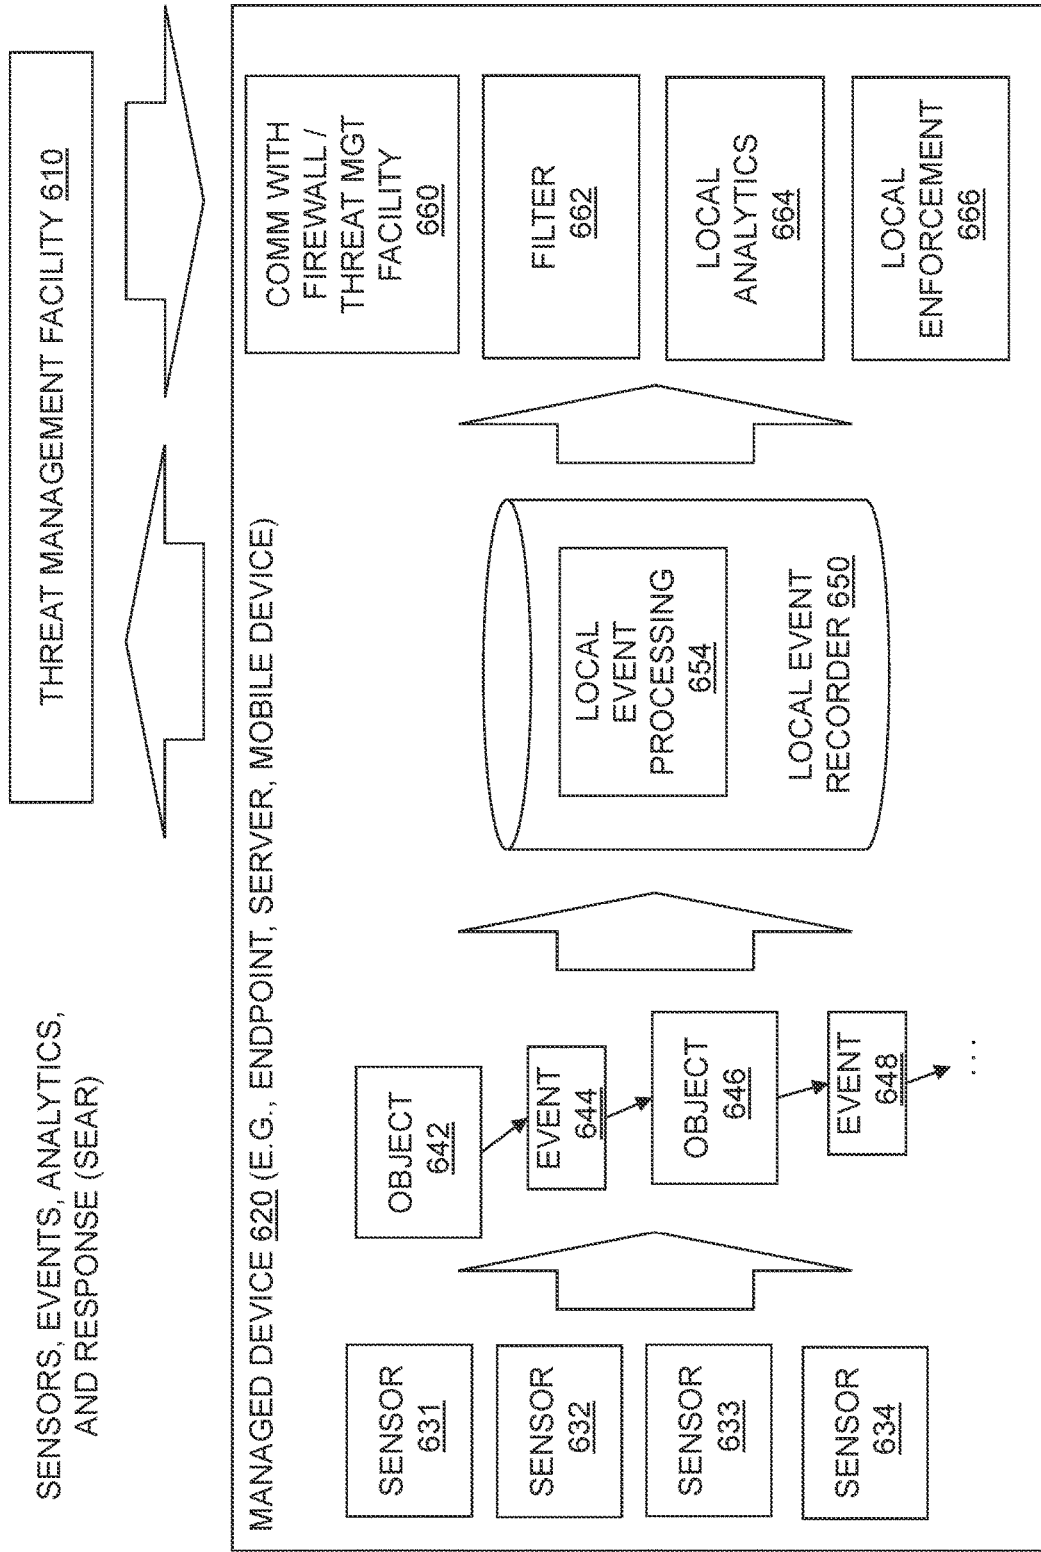 SENSORS, EVENTS, ANALYTICS,
AND RESPONSE (SEAR)
THREAT MANAGEMENT FACILITY 610
MANAGED DEVICE 620 (E.G., ENDPOINT, SERVER, MOBILE DEVICE)
SENSOR
631
SENSOR
632
SENSOR
633
SENSOR
634
OBJECT
642
EVENT
644
OBJECT
646
EVENT
648
...
LOCAL
EVENT
PROCESSING
654
LOCAL EVENT
RECORDER 650
COMM WITH
FIREWALL /
THREAT MGT
FACILITY
660
FILTER
662
LOCAL
ANALYTICS
664
LOCAL
ENFORCEMENT
666